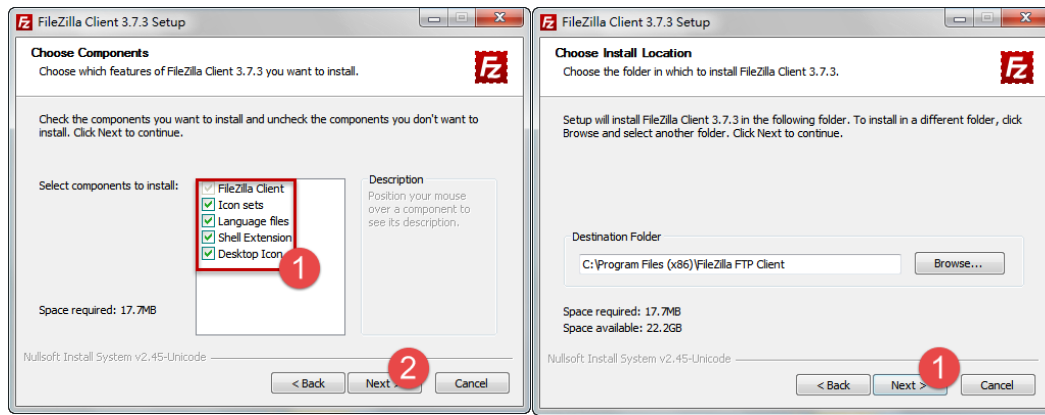 FileZilla Client 3.7.3 Setup
Choose Components
Choose which features of FileZilla Client 3.7.3 you want to install.
Fz
Check the components you want to install and uncheck the components you don't want to
install. Click Next to continue.
Select components to install:
FileZilla Client
Icon sets
Language files
Shell Extension
Desktop Icon
1
Description
Position your mouse
over a component to
see its description.
Space required: 17.7MB
Nullsoft Install System v2.45-Unicode
2
< Back
Next >
Cancel
FileZilla Client 3.7.3 Setup
Choose Install Location
Choose the folder in which to install FileZilla Client 3.7.3.
Fz
Setup will install FileZilla Client 3.7.3 in the following folder. To install in a different folder, click
Browse and select another folder. Click Next to continue.
Destination Folder
C:\Program Files (x86)\FileZilla FTP Client
Browse...
Space required: 17.7MB
Space available: 22.2GB
Nullsoft Install System v2.45-Unicode
1
< Back
Next >
Cancel